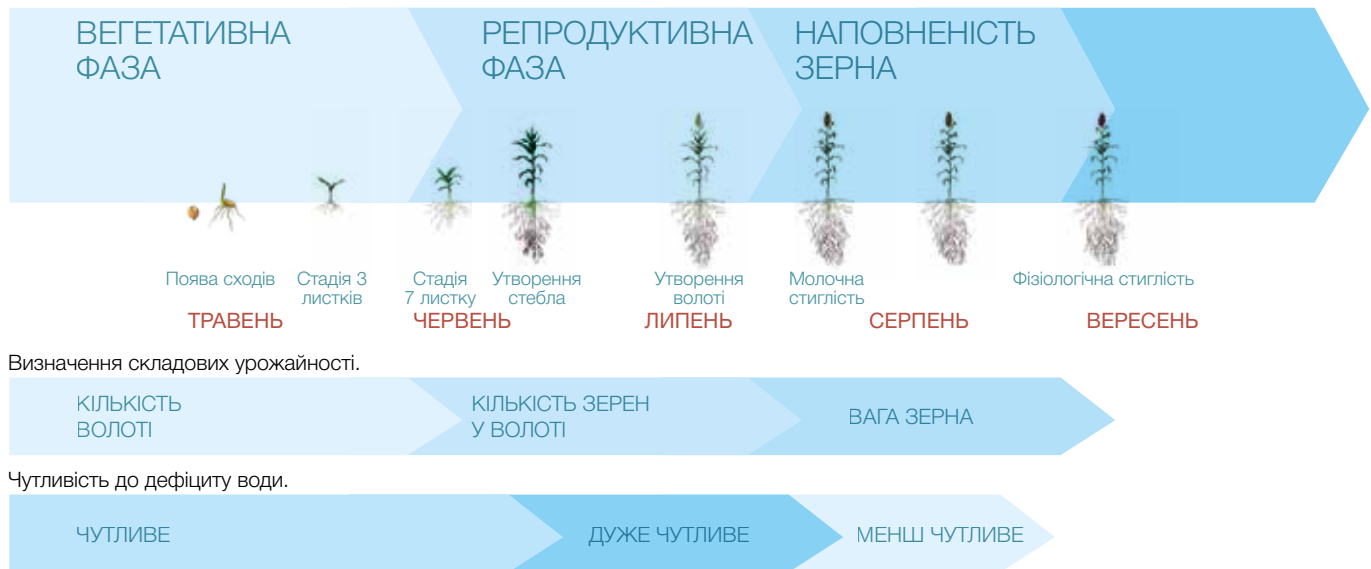 ВЕГЕТАТИВНА
ФАЗА
РЕПРОДУКТИВНА
ФАЗА
НАПОВНЕНІСТЬ
ЗЕРНА
Поява сходів
Стадія 3
листків
Стадія
7 листку
Утворення
стебла
Утворення
волоті
Молочна
стиглість
Фізіологічна стиглість
ТРАВЕНЬ
ЧЕРВЕНЬ
ЛИПЕНЬ
СЕРПЕНЬ
ВЕРЕСЕНЬ
Визначення складових урожайності.
КІЛЬКІСТЬ
ВОЛОТІ
КІЛЬКІСТЬ ЗЕРЕН
У ВОЛОТІ
ВАГА ЗЕРНА
Чутливість до дефіциту води.
ЧУТЛИВЕ
ДУЖЕ ЧУТЛИВЕ
МЕНШ ЧУТЛИВЕ